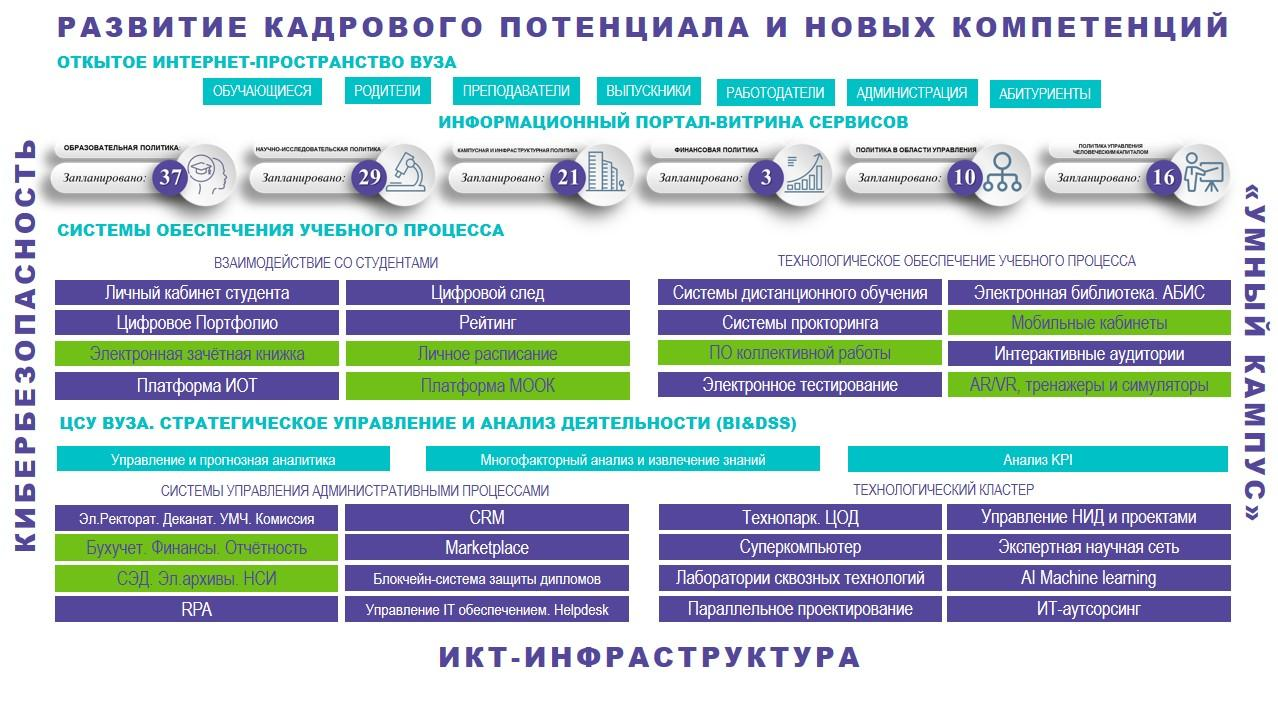 РАЗВИТИЕ КАДРОВОГО ПОТЕНЦИАЛА И НОВЫХ КОМПЕТЕНЦИЙ
ОТКЫТОЕ ИНТЕРНЕТ-ПРОСТРАНСТВО ВУЗА
ОБУЧАЮЩИЕСЯ РОДИТЕЛИ ПРЕПОДАВАТЕЛИ ВЫПУСКНИКИ РАБОТОДАТЕЛИ АДМИНИСТРАЦИЯ АБИТУРИЕНТЫ
ИНФОРМАЦИОННЫЙ ПОРТАЛ-ВИТРИНА СЕРВИСОВ
КИБЕРБЕЗОПАСНОСТЬ
ОБРАЗОВАТЕЛЬНАЯ ПОЛИТИКА:
Запланировано: 37
НАУЧНО-ИССЛЕДОВАТЕЛЬСКАЯ ПОЛИТИКА
Запланировано: 29
КАМПУСНАЯ И ИНФРАСТРУКТУРНАЯ ПОЛИТИКА
Запланировано: 21
ФИНАНСОВАЯ ПОЛИТИКА
Запланировано: 3
ПОЛИТИКА В ОБЛАСТИ УПРАВЛЕНИЯ
Запланировано: 10
ПОЛИТИКА УПРАВЛЕНИЯ
ЧЕЛОВЕЧЕСКИМ КАПИТАЛОМ
Запланировано: 16
«УМНЫЙ КАМПУС»
СИСТЕМЫ ОБЕСПЕЧЕНИЯ УЧЕБНОГО ПРОЦЕССА
ВЗАИМОДЕЙСТВИЕ СО СТУДЕНТАМИ
Личный кабинет студента Цифровой след
Цифровое Портфолио Рейтинг
Электронная зачётная книжка Личное расписание
Платформа ИОТ Платформа МООК
ТЕХНОЛОГИЧЕСКОЕ ОБЕСПЕЧЕНИЕ УЧЕБНОГО ПРОЦЕССА
Системы дистанционного обучения Электронная библиотека. АБИС
Системы прокторинга Мобильные кабинеты
ПО коллективной работы Интерактивные аудитории
Электронное тестирование AR/VR, тренажеры и симуляторы
ЦСУ ВУЗА. СТРАТЕГИЧЕСКОЕ УПРАВЛЕНИЕ И АНАЛИЗ ДЕЯТЕЛЬНОСТИ (BI&DSS)
Управление и прогнозная аналитика Многофакторный анализ и извлечение знаний Анализ KPI
СИСТЕМЫ УПРАВЛЕНИЯ АДМИНИСТРАТИВНЫМИ ПРОЦЕССАМИ
Эл.Ректорат. Деканат. УМЧ. Комиссия CRM
Бухучет. Финансы. Отчётность Marketplace
СЭД. Эл.архивы. НСИ Блокчейн-система защиты дипломов
RPA Управление IT обеспечением. Helpdesk
ТЕХНОЛОГИЧЕСКИЙ КЛАСТЕР
Технопарк. ЦОД Управление НИД и проектами
Суперкомпьютер Экспертная научная сеть
Лаборатории сквозных технологий AI Machine learning
Параллельное проектирование ИТ-аутсорсинг
ИКТ-ИНФРАСТРУКТУРА